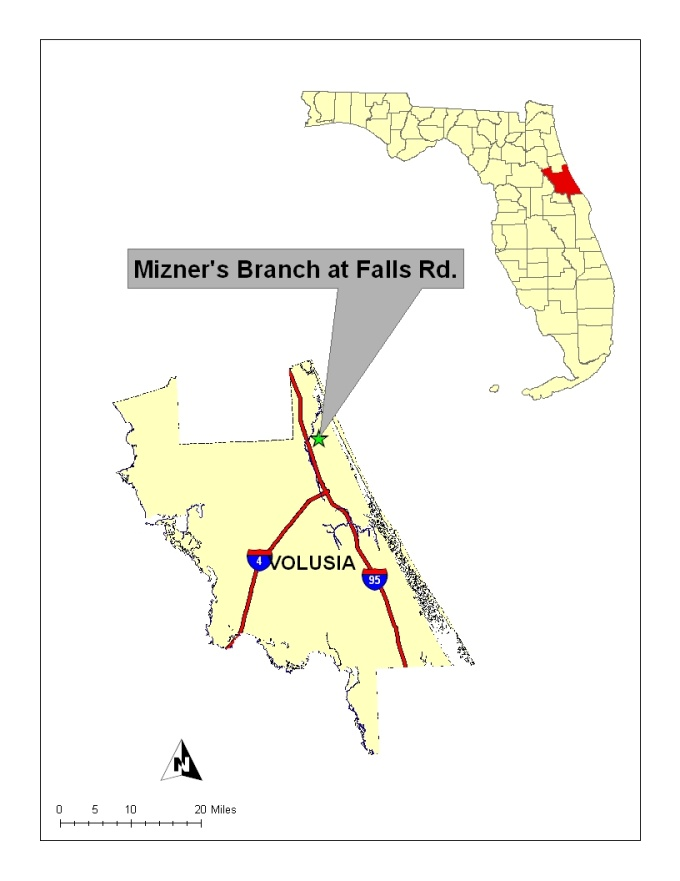 Mizner's Branch at Falls Rd.
4
VOLUSIA
95
N
0 5 10 20 Miles